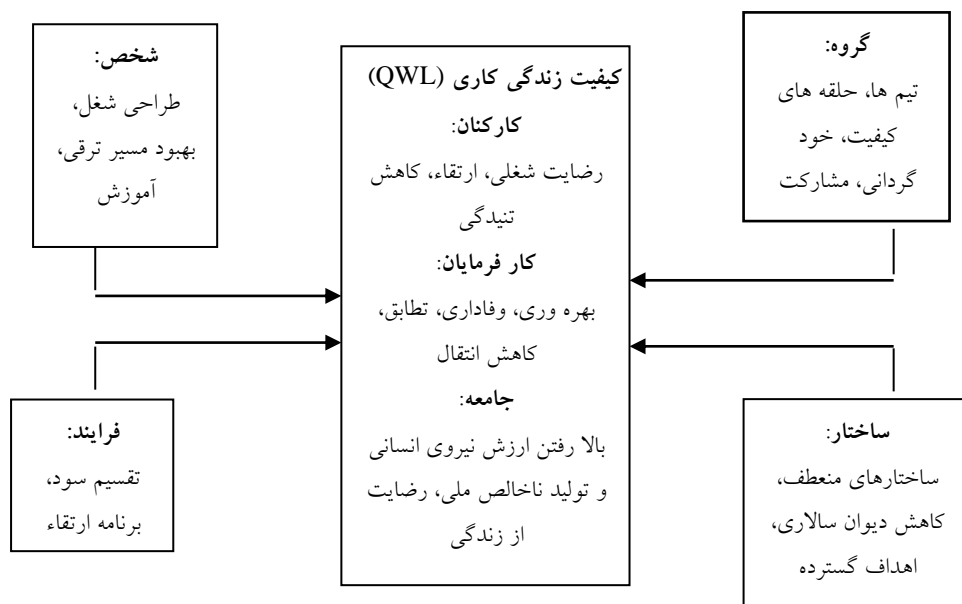 گروه:
تیم ها، حلقه های
کیفیت، خود
گردانی، مشارکت
کیفیت زندگی کاری (QWL)
کارکنان:
رضایت شغلی، ارتقاء، کاهش
تنیدگی
کار فرمایان:
بهره وری، وفاداری، تطابق،
کاهش انتقال
جامعه:
بالا رفتن ارزش نیروی انسانی
و تولید ناخالص ملی، رضایت
از زندگی
شخص:
طراحی شغل،
بهبود مسیر ترقی،
آموزش
ساختار:
ساختارهای منعطف،
کاهش دیوان سالاری،
اهداف گسترده
فرایند:
تقسیم سود،
برنامه ارتقاء